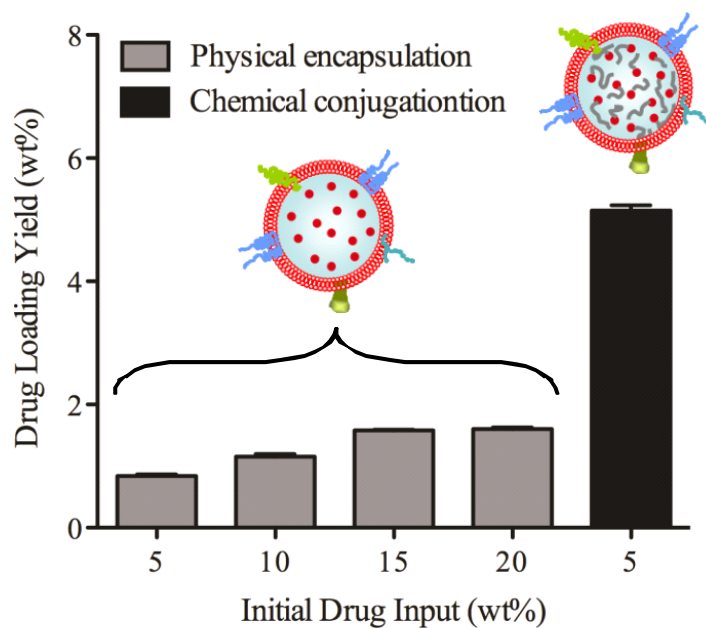 8
6
4
2
0
Drug Loading Yield (wt%)
Physical encapsulation
Chemical conjugationtion
5 10 15 20 5
Initial Drug Input (wt%)